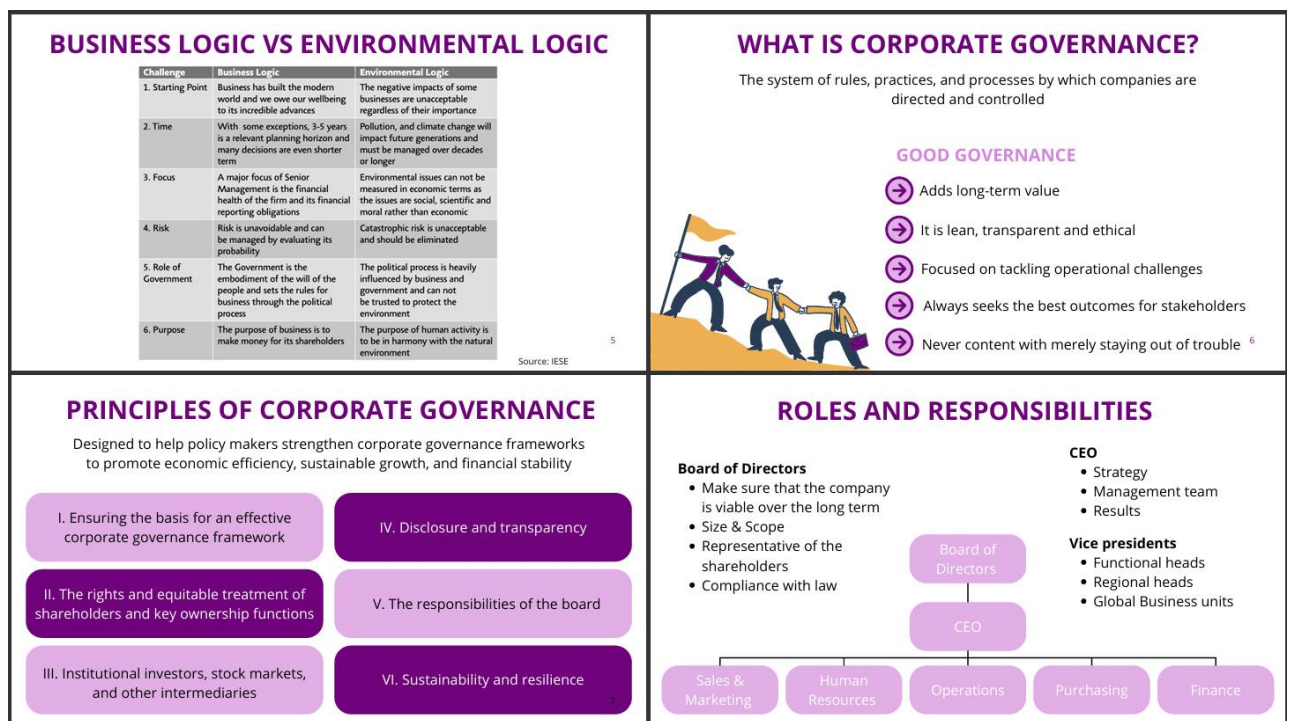 BUSINESS LOGIC VS ENVIRONMENTAL LOGIC
Challenge Business Logic Environmental Logic
1. Starting Point
Business has built the modern
world and we owe our wellbeing
to its incredible advances
The negative impacts of some
businesses are unacceptable
regardless of their importance
2. Time
With some exceptions, 3-5 years
is a relevant planning horizon and
many decisions are even shorter
term
Pollution, and climate change will
impact future generations and
must be managed over decades
or longer
3. Focus
A major focus of Senior
Management is the financial
health of the firm and its financial
reporting obligations
Environmental issues can not be
measured in economic terms as
the issues are social, scientific and
moral rather than economic
4. Risk
Risk is unavoidable and can
be managed by evaluating its
probability
Catastrophic risk is unacceptable
and should be eliminated
5. Role of
Government
The Government is the
embodiment of the will of the
people and sets the rules for
business through the political
process
The political process is heavily
influenced by business and
government and can not
be trusted to protect the
environment
6. Purpose
The purpose of business is to
make money for its shareholders
The purpose of human activity is
to be in harmony with the natural
environment
Source: IESE
5
WHAT IS CORPORATE GOVERNANCE?
The system of rules, practices, and processes by which companies are
directed and controlled
GOOD GOVERNANCE
Adds long-term value
It is lean, transparent and ethical
Focused on tackling operational challenges
Always seeks the best outcomes for stakeholders
Never content with merely staying out of trouble
6
PRINCIPLES OF CORPORATE GOVERNANCE
Designed to help policy makers strengthen corporate governance frameworks
to promote economic efficiency, sustainable growth, and financial stability
I. Ensuring the basis for an effective
corporate governance framework
II. The rights and equitable treatment of
shareholders and key ownership functions
III. Institutional investors, stock markets,
and other intermediaries
IV. Disclosure and transparency
V. The responsibilities of the board
VI. Sustainability and resilience
7
ROLES AND RESPONSIBILITIES
Board of Directors
• Make sure that the company
is viable over the long term
• Size & Scope
• Representative of the
shareholders
• Compliance with law
CEO
• Strategy
• Management team
• Results
Vice presidents
• Functional heads
• Regional heads
• Global Business units
Board of
Directors
CEO
Sales &
Marketing
Human
Resources
Operations
Purchasing
Finance